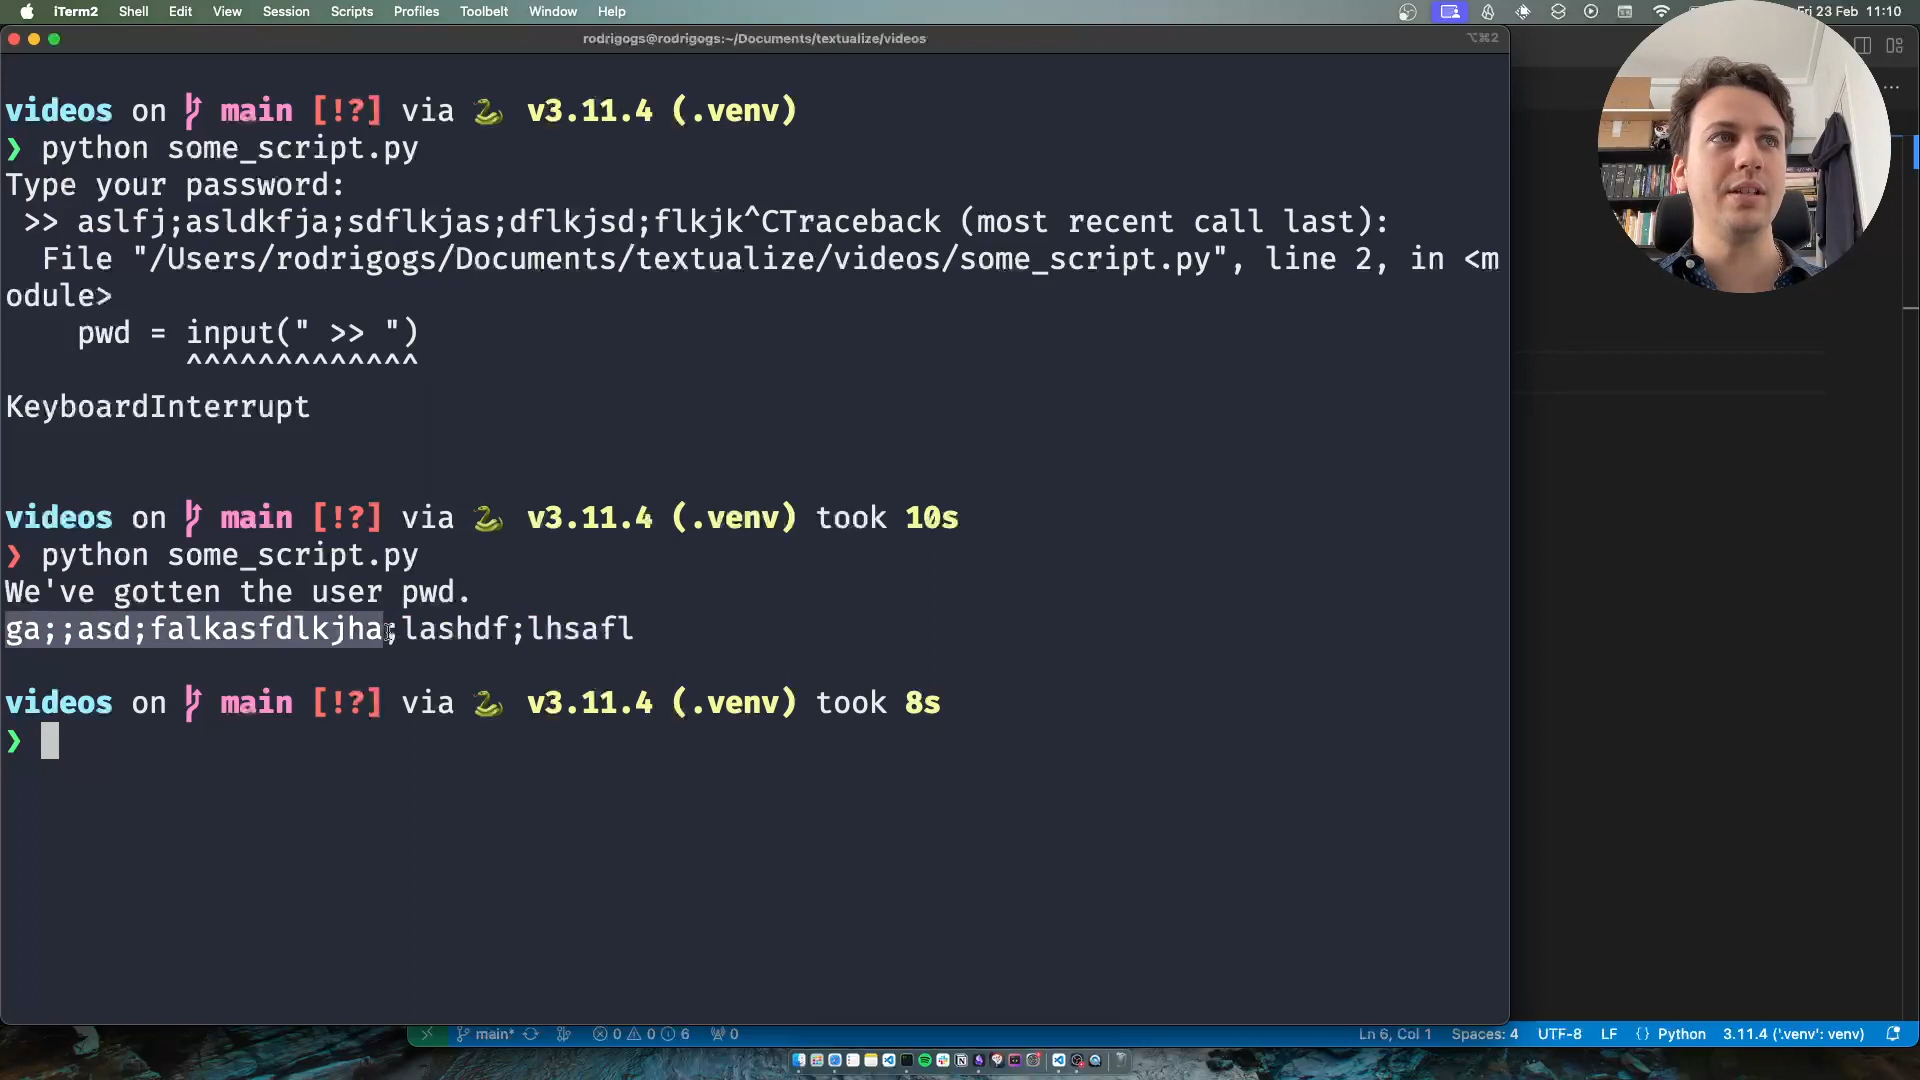 iTerm2 Shell Edit View Session Scripts Profiles Toolbelt Window Help
Fri 23 Feb 11:10
rodrigogs@rodrigogs:~/Documents/textualize/videos
⌥⌘2
videos on main [!?] via 🐍 v3.11.4 (.venv)
❯ python some_script.py
Type your password:
>> aslfj;asldkfja;sdflkjas;dflkjsd;flkjk^CTraceback (most recent call last):
File "/Users/rodrigogs/Documents/textualize/videos/some_script.py", line 2, in <m
odule>
pwd = input(" >> ")
^^^^^^^^^^^^^
KeyboardInterrupt
videos on main [!?] via 🐍 v3.11.4 (.venv) took 10s
❯ python some_script.py
We've gotten the user pwd.
ga;;asd;falkasfdlkjha;lashdf;lhsafl
videos on main [!?] via 🐍 v3.11.4 (.venv) took 8s
❯
main* 0 0 6 0 Ln 6, Col 1 Spaces: 4 UTF-8 LF { } Python 3.11.4 ('.venv': venv)